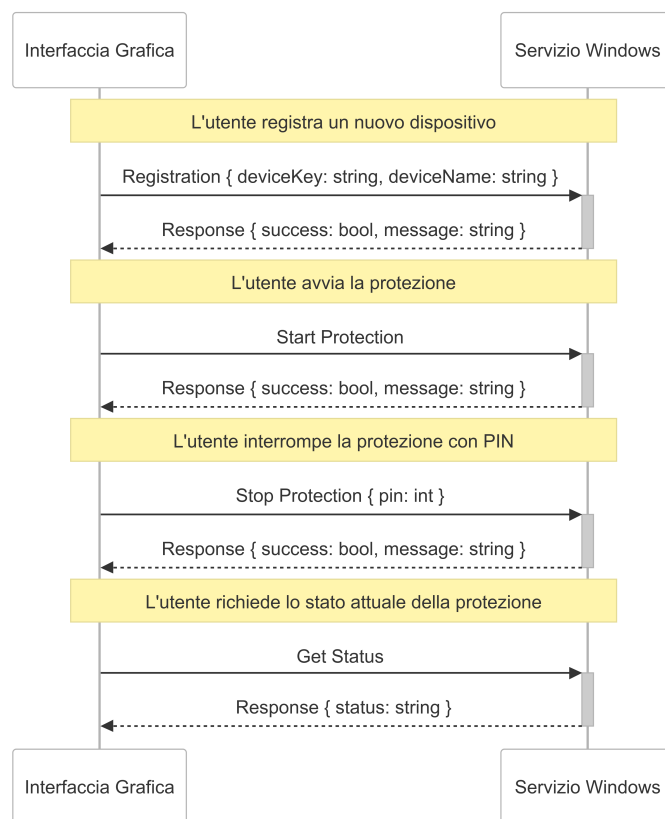 Interfaccia Grafica
Servizio Windows
L'utente registra un nuovo dispositivo
Registration { deviceKey: string, deviceName: string }
Response { success: bool, message: string }
L'utente avvia la protezione
Start Protection
Response { success: bool, message: string }
L'utente interrompe la protezione con PIN
Stop Protection { pin: int }
Response { success: bool, message: string }
L'utente richiede lo stato attuale della protezione
Get Status
Response { status: string }
Interfaccia Grafica
Servizio Windows